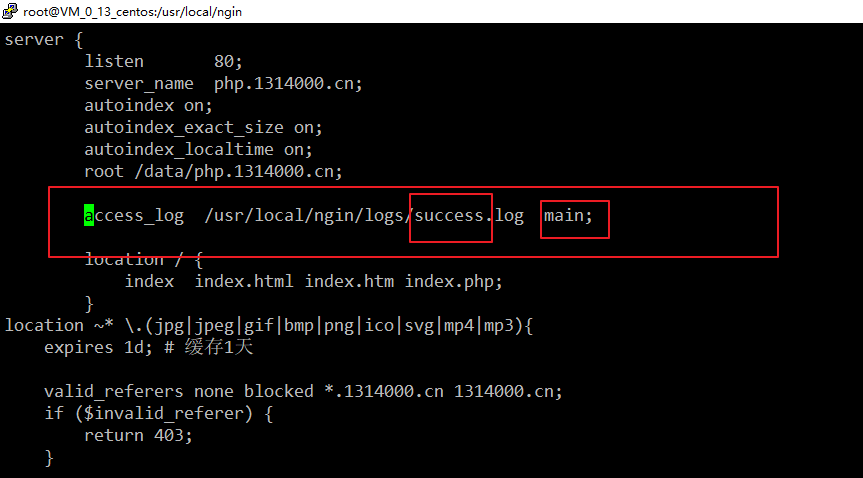 root@VM_0_13_centos:/usr/local/ngin
server {
listen 80;
server_name php.1314000.cn;
autoindex on;
autoindex_exact_size on;
autoindex_localtime on;
root /data/php.1314000.cn;
access_log /usr/local/ngin/logs/success.log main;
location / {
index index.html index.htm index.php;
}
location ~* \.(jpg|jpeg|gif|bmp|png|ico|svg|mp4|mp3){
expires 1d; # 缓存1天
valid_referers none blocked *.1314000.cn 1314000.cn;
if ($invalid_referer) {
return 403;
}